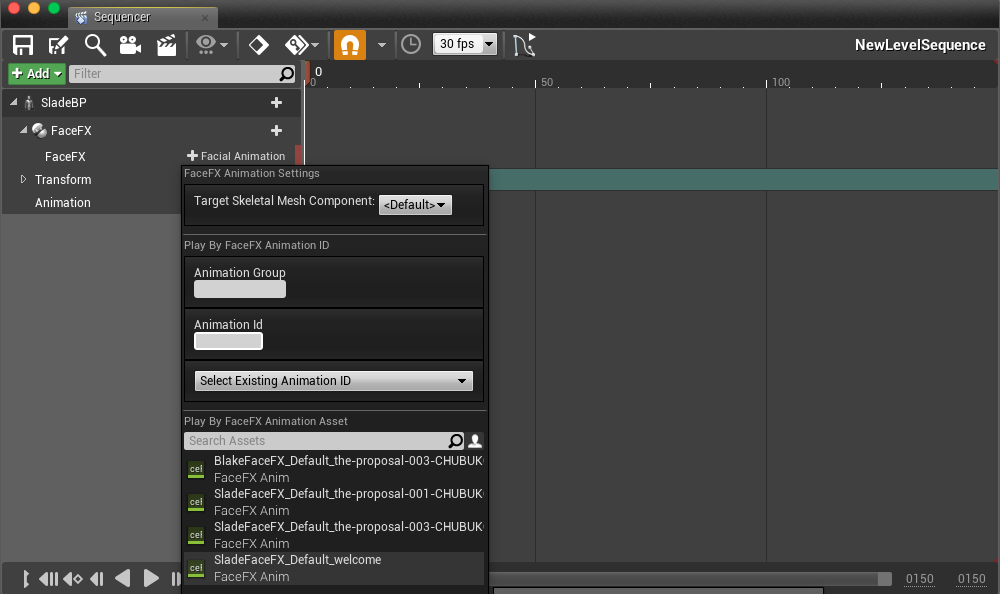 Sequencer
30 fps
NewLevelSequence
Add
Filter
0
0
50
100
SladeBP
FaceFX
FaceFX
Facial Animation
Transform
Animation
FaceFX Animation Settings
Target Skeletal Mesh Component: <Default>
Play By FaceFX Animation ID
Animation Group
Animation Id
Select Existing Animation ID
Play By FaceFX Animation Asset
Search Assets
cel
BlakeFaceFX_Default_the-proposal-003-CHUBUK
FaceFX Anim
cel
SladeFaceFX_Default_the-proposal-001-CHUBUK
FaceFX Anim
cel
SladeFaceFX_Default_the-proposal-003-CHUBUK
FaceFX Anim
cel
SladeFaceFX_Default_welcome
FaceFX Anim
0150
0150